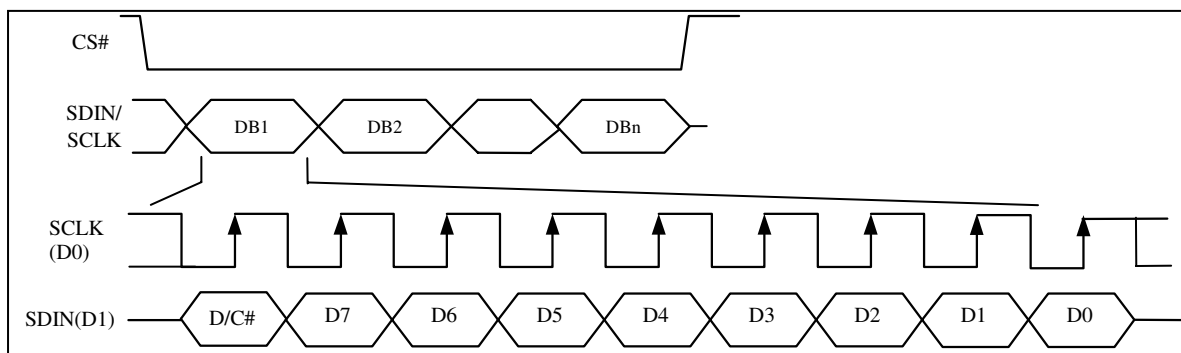 CS#
SDIN/
SCLK
DB1 DB2 DBn
SCLK
(D0)
SDIN(D1) D/C# D7 D6 D5 D4 D3 D2 D1 D0